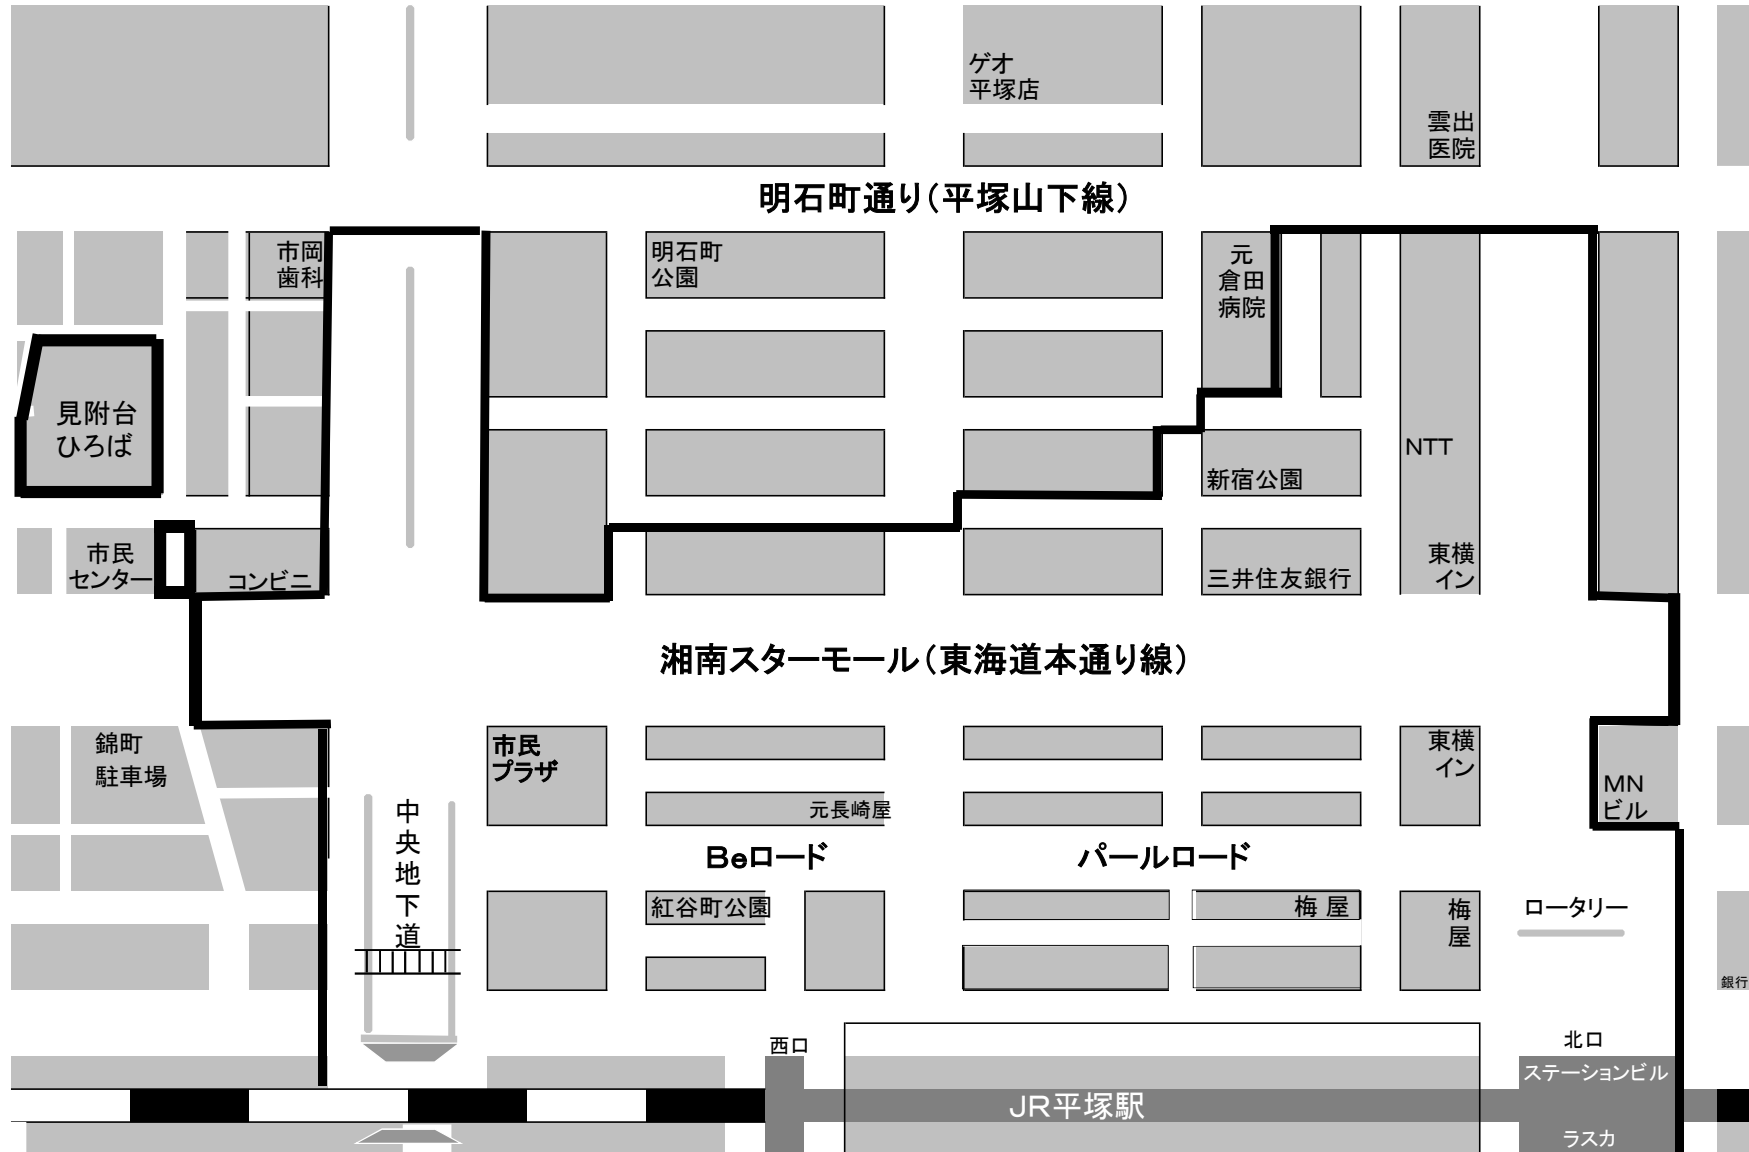 ゲオ
平塚店
雲出
医院
明石町通り（平塚山下線）
市岡
歯科
明石町
公園
元
倉田
病院
見附台
ひろば
NTT
新宿公園
市民
センター
コンビニ
三井住友銀行
東横
イン
湘南スターモール（東海道本通り線）
錦町
駐車場
市民
プラザ
東横
イン
MN
ビル
元長崎屋
中央地下道
Beロード
パールロード
紅谷町公園
梅屋
梅屋
ロータリー
銀行
西口
北口
ステーションビル
JR平塚駅
ラスカ